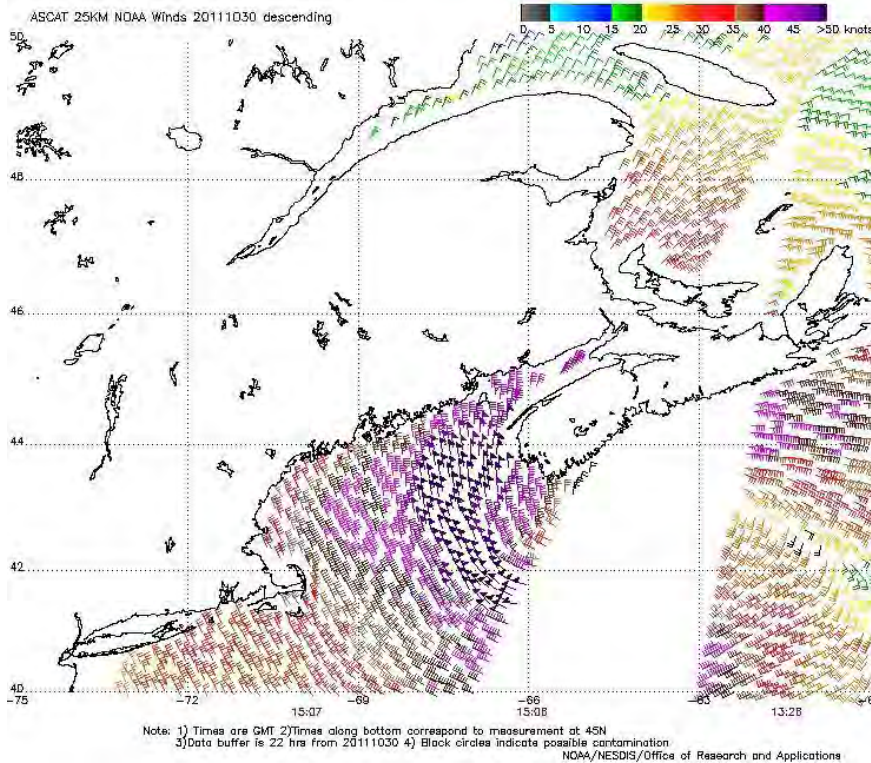 ASCAT 25KM NOAA Winds 20111030 descending
0 5 10 15 20 25 30 35 40 45 >50 knots
50
48
46
44
42
40
-75 -72 -69 -66 -63 -6
15:07 15:08 13:28
Note: 1) Times are GMT 2)Times along bottom correspond to measurement at 45N
3)Data buffer is 22 hrs from 20111030 4) Black circles indicate possible contamination
NOAA/NESDIS/Office of Research and Applications